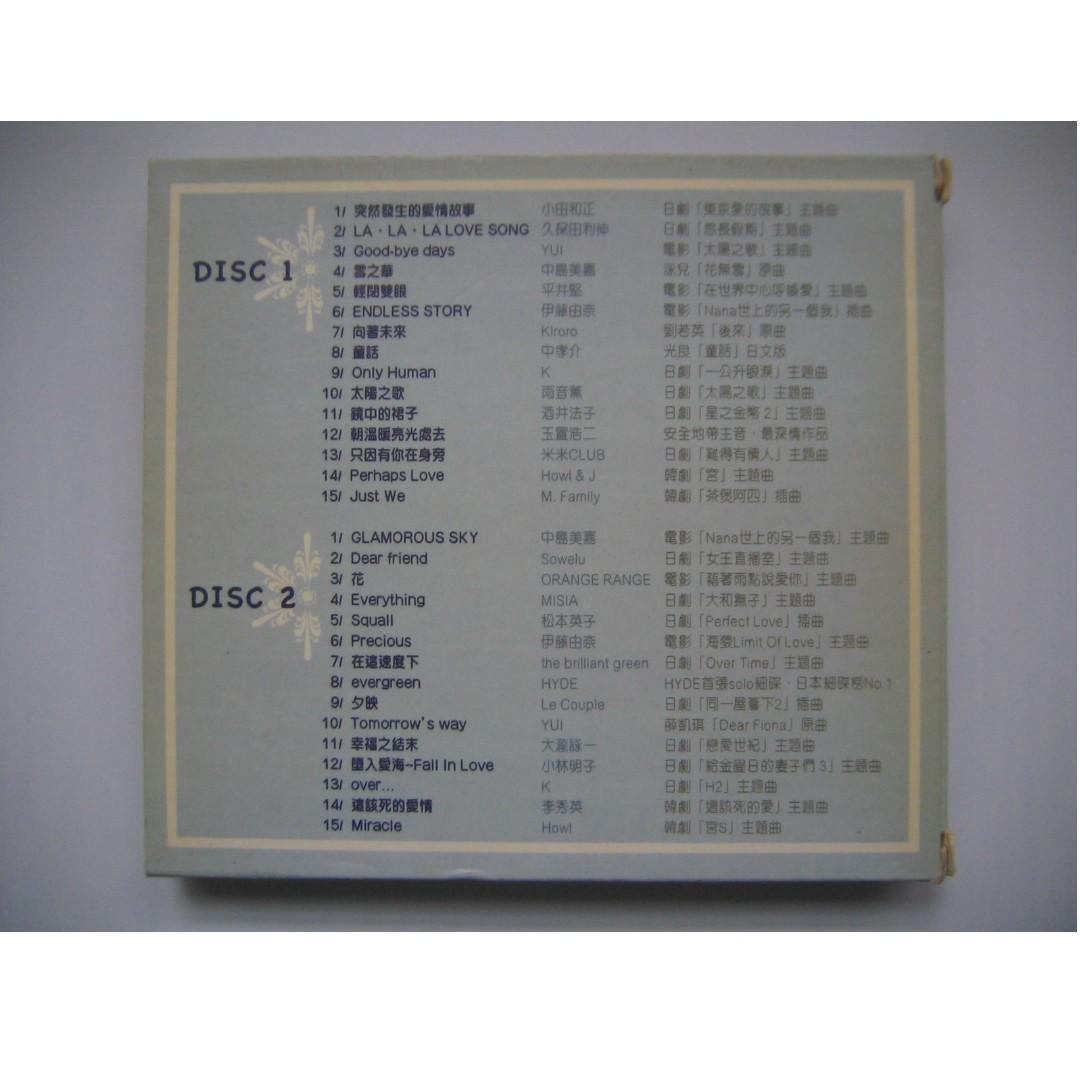 DISC 1
1/ 突然發生的愛情故事 小田和正 日劇「東京愛的故事」主題曲
2/ LA・LA・LA LOVE SONG 久保田利伸 日劇「悠長假期」主題曲
3/ Good-bye days YUI 電影「太陽之歌」主題曲
4/ 雪之華 中島美嘉 泳兒「花無雪」原曲
5/ 輕閉雙眼 平井堅 電影「在世界中心呼喚愛」主題曲
6/ ENDLESS STORY 伊藤由奈 電影「Nana世上的另一個我」插曲
7/ 向著未來 Kiroro 劉若英「後來」原曲
8/ 童話 中孝介 光良「童話」日文版
9/ Only Human K 日劇「一公升眼淚」主題曲
10/ 太陽之歌 雨音薰 日劇「太陽之歌」主題曲
11/ 鏡中的裙子 酒井法子 日劇「星之金幣 2」主題曲
12/ 朝溫暖亮光處去 玉置浩二 安全地帶主音・最深情作品
13/ 只因有你在身旁 米米CLUB 日劇「難得有情人」主題曲
14/ Perhaps Love Howl & J 韓劇「宮」主題曲
15/ Just We M. Family 韓劇「茶煲阿四」插曲
DISC 2
1/ GLAMOROUS SKY 中島美嘉 電影「Nana世上的另一個我」主題曲
2/ Dear friend Sowelu 日劇「女王直播室」主題曲
3/ 花 ORANGE RANGE 電影「藉著雨點說愛你」主題曲
4/ Everything MISIA 日劇「大和撫子」主題曲
5/ Squall 松本英子 日劇「Perfect Love」插曲
6/ Precious 伊藤由奈 電影「海猿Limit Of Love」主題曲
7/ 在這速度下 the brilliant green 日劇「Over Time」主題曲
8/ evergreen HYDE HYDE首張solo細碟・日本細碟榜No.1
9/ 夕映 Le Couple 日劇「同一屋簷下2」插曲
10/ Tomorrow's way YUI 薛凱琪「Dear Fiona」原曲
11/ 幸福之結末 大瀧詠一 日劇「戀愛世紀」主題曲
12/ 墮入愛海~Fall In Love 小林明子 日劇「給金曜日的妻子們 3」主題曲
13/ over... K 日劇「H2」主題曲
14/ 這該死的愛情 李秀英 韓劇「這該死的愛」主題曲
15/ Miracle Howl 韓劇「宮S」主題曲